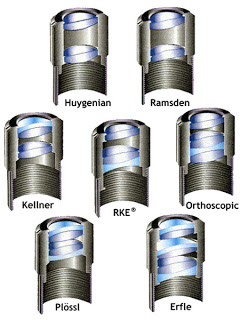 Huygenian Ramsden
Kellner RKE® Orthoscopic
Plössl Erfle